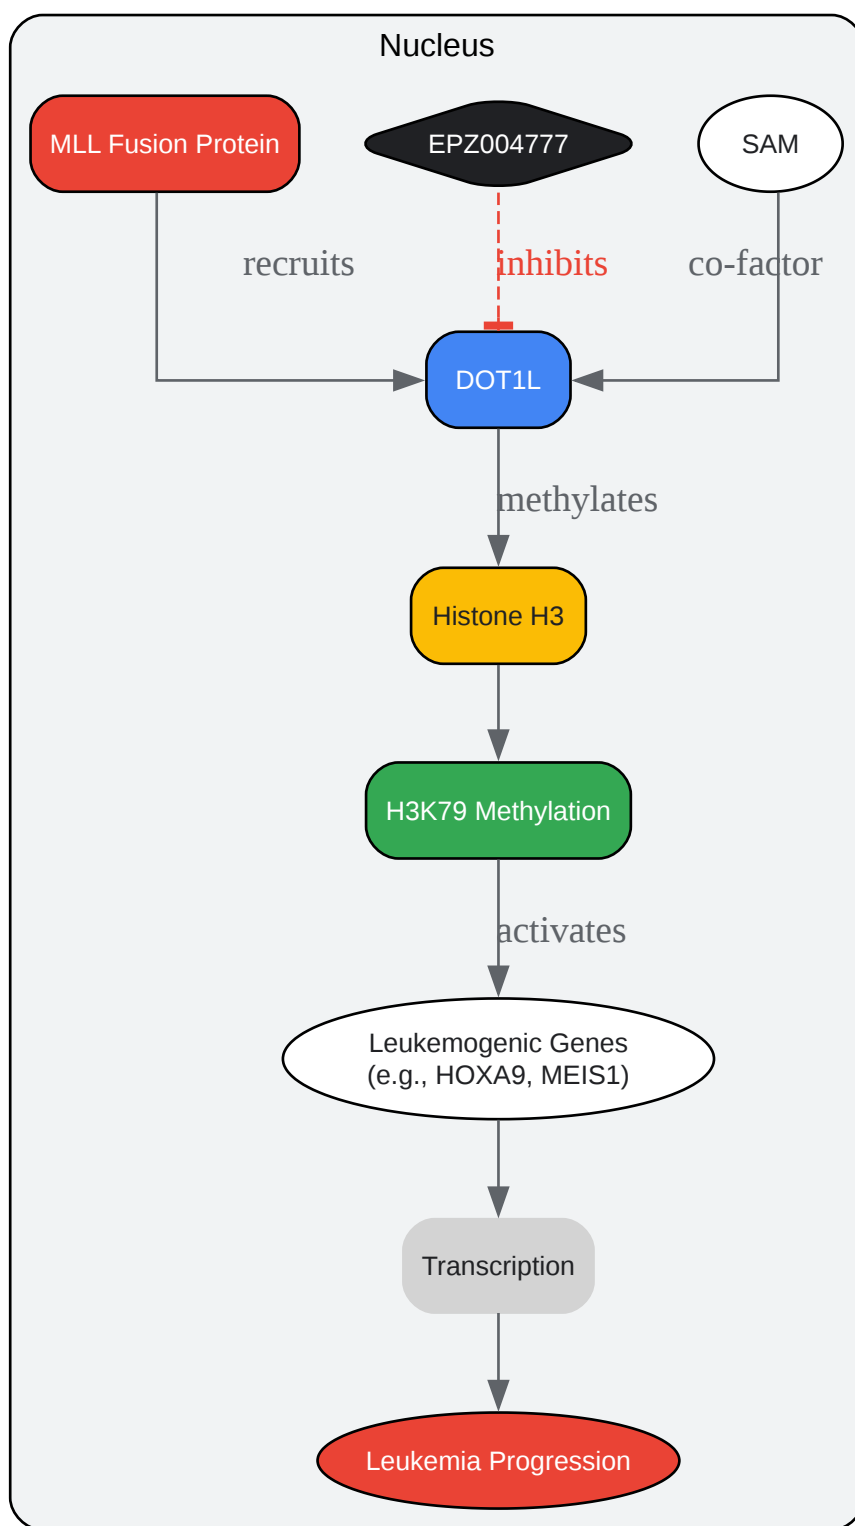 Nucleus
MLL Fusion Protein
EPZ004777
SAM
recruits
inhibits
co-factor
DOT1L
methylates
Histone H3
H3K79 Methylation
activates
Leukemogenic Genes
(e.g., HOXA9, MEIS1)
Transcription
Leukemia Progression